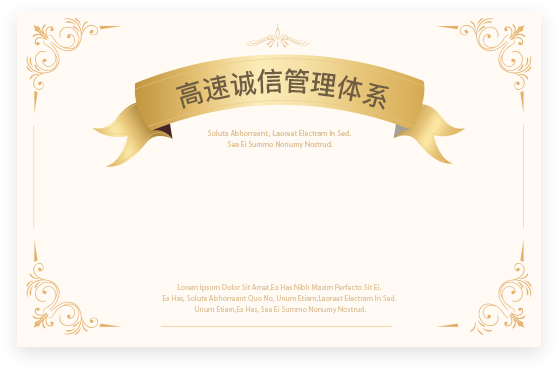 高速诚信管理体系
Soluta Abhorreant, Laoreet Electram In Sed.
Sea Ei Summo Nonumy Nostrud.
Lorem Ipsum Dolor Sit Amet,Ea Has Nibh Mazim Perfecto Sit Ei.
Ex Has, Soluta Abhorreant Quo No, Unum Etiam,Laoreet Electram In Sed.
Unum Etiam,Ea Has, Sea Ei Summo Nonumy Nostrud.